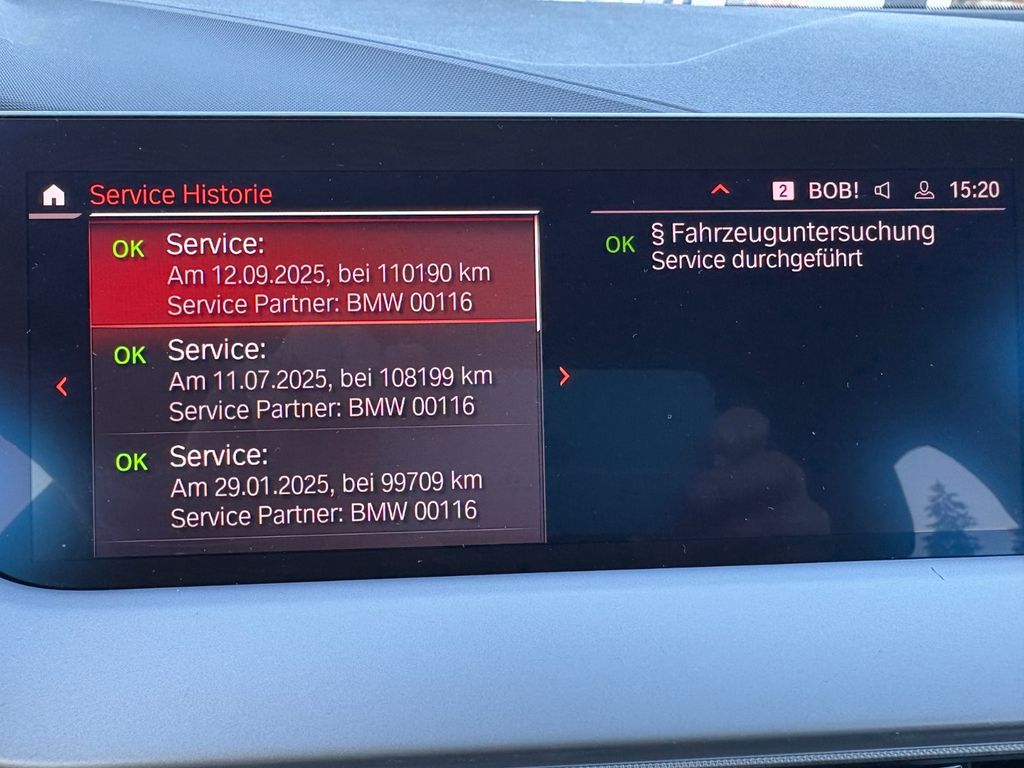 Service Historie
2 BOB! 15:20
OK Service:
Am 12.09.2025, bei 110190 km
Service Partner: BMW 00116
OK Service:
Am 11.07.2025, bei 108199 km
Service Partner: BMW 00116
OK Service:
Am 29.01.2025, bei 99709 km
Service Partner: BMW 00116
OK § Fahrzeuguntersuchung
Service durchgeführt